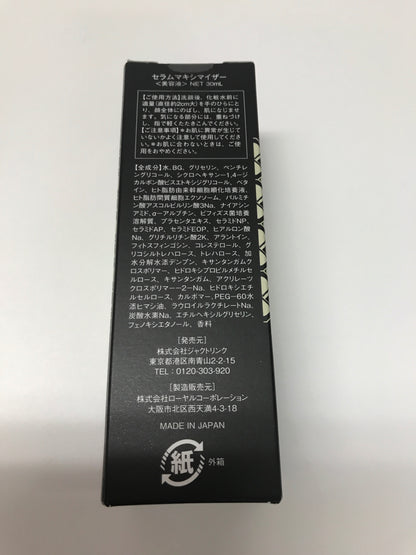 セラムマキシマイザー
<美容液> NET 30mL
【ご使用方法】洗顔後、化粧水前に
適量(直径約2cm大)を手のひらにと
り、顔全体にのばし、肌になじませ
ます。気になる部分には、重ねづけ
し、指で軽くたたきこんでください。
【ご注意事項】※お肌に異常が生じて
いないかよく注意して使用してくださ
い。※お肌に合わないときは、ご使
用をおやめください。
【全成分】水、BG、グリセリン、ペンチレ
ングリコール、シクロヘキサン-1,4-ジ
カルボン酸ビスエトキシジグリコール、ベタ
イン、ヒト脂肪由来幹細胞順化培養液、
ヒト脂肪間質細胞エクソソーム、パルミチ
ン酸アスコルビルリン酸3Na、ナイアシン
アミド、α-アルブチン、ビフィズス菌培養
溶解質、プラセンタエキス、セラミドNP、
セラミドAP、セラミドEOP、ヒアルロン酸
Na、グリチルリチン酸2K、アラントイン、
フィトスフィンゴシン、コレステロール、グ
リコシルトレハロース、トレハロース、加
水分解水添デンプン、キサンタンガムク
ロスポリマー、ヒドロキシプロピルメチルセ
ルロース、キサンタンガム、アクリレーツ
クロスポリマー-2-Na、ヒドロキシエチ
ルセルロース、カルボマー、PEG-60水
添ヒマシ油、ラウロイルラクチレートNa、
炭酸水素Na、エチルヘキシルグリセリン、
フェノキシエタノール、香料
[発売元]
株式会社ジャクトリンク
東京都港区南青山2-2-15
TEL:0120-303-920
[製造販売元]
株式会社ローヤルコーポレーション
大阪市北区西天満4-3-18
MADE IN JAPAN
紙 外箱